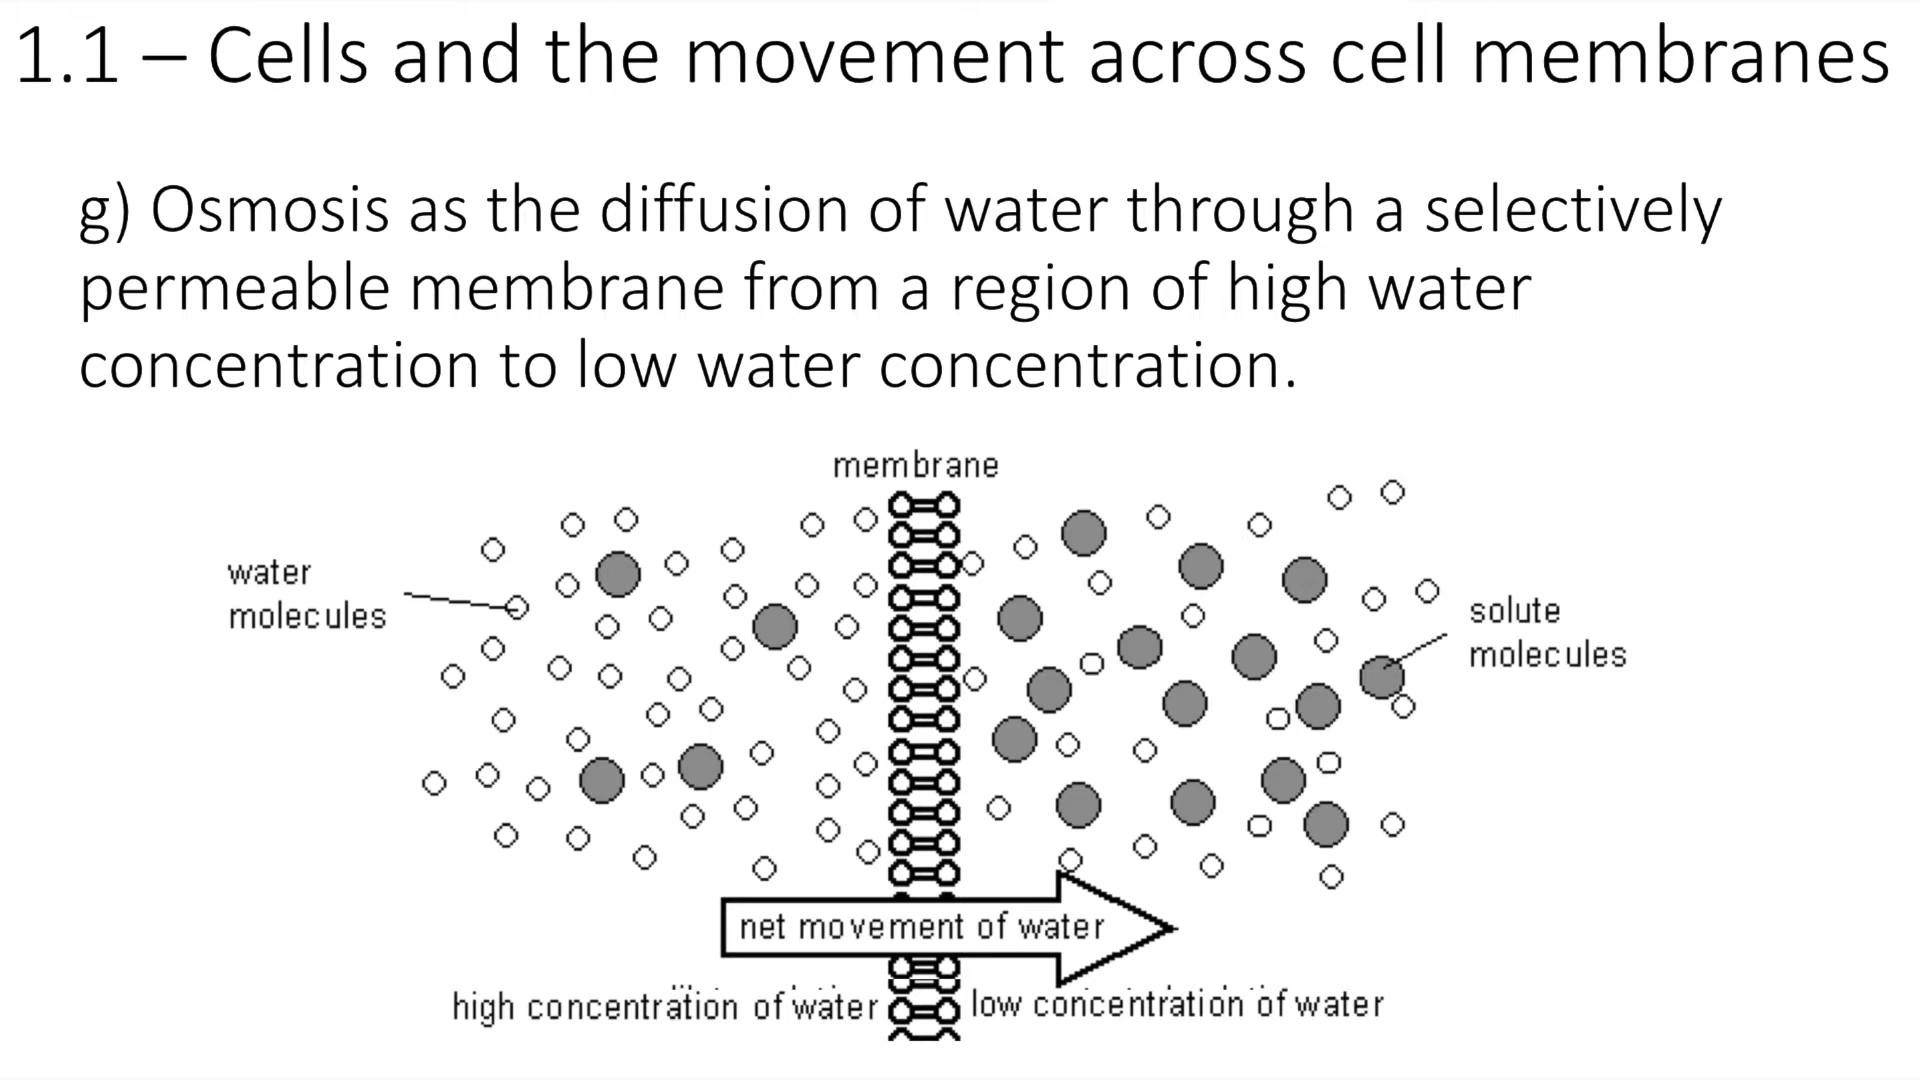 1.1 – Cells and the movement across cell membranes
g) Osmosis as the diffusion of water through a selectively
permeable membrane from a region of high water
concentration to low water concentration.
membrane
water
molecules
solute
molecules
net movement of water
high concentration of water
low concentration of water